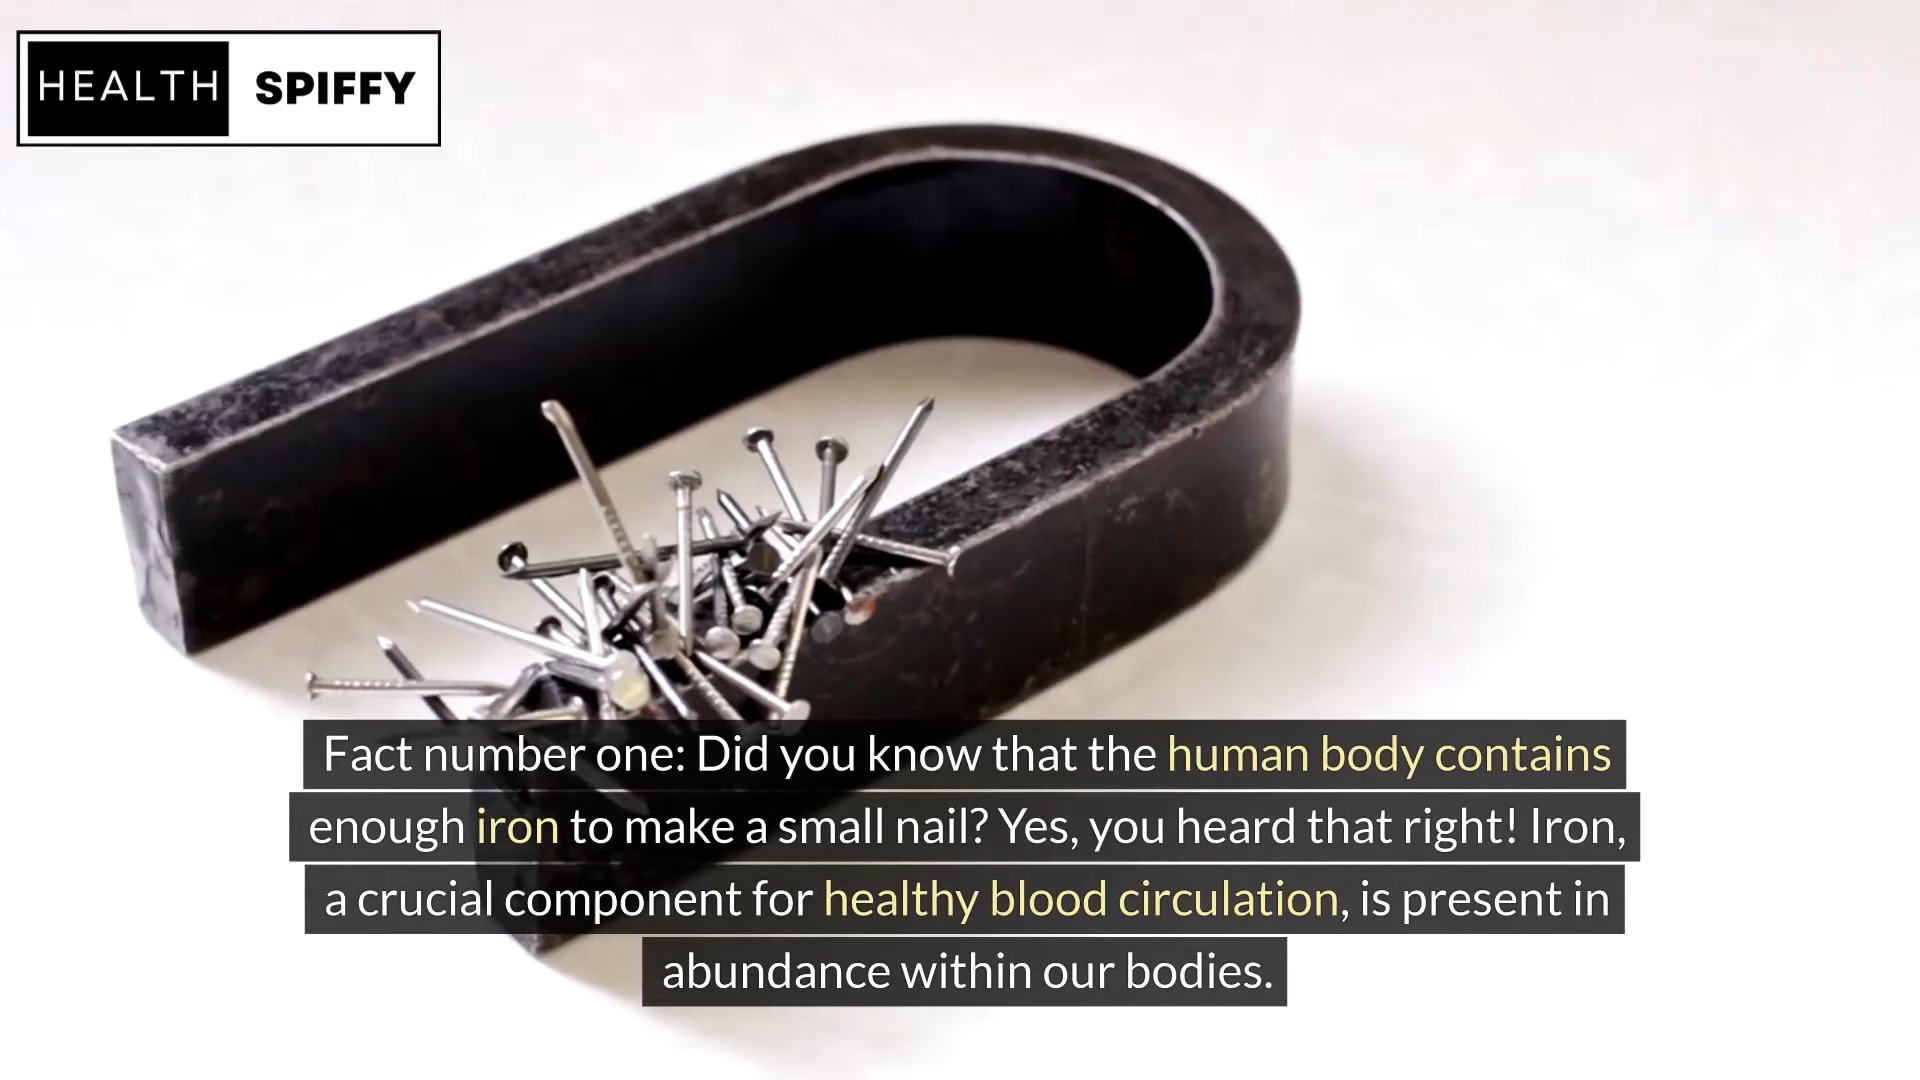 HEALTH SPIFFY
Fact number one: Did you know that the human body contains
enough iron to make a small nail? Yes, you heard that right! Iron,
a crucial component for healthy blood circulation, is present in
abundance within our bodies.